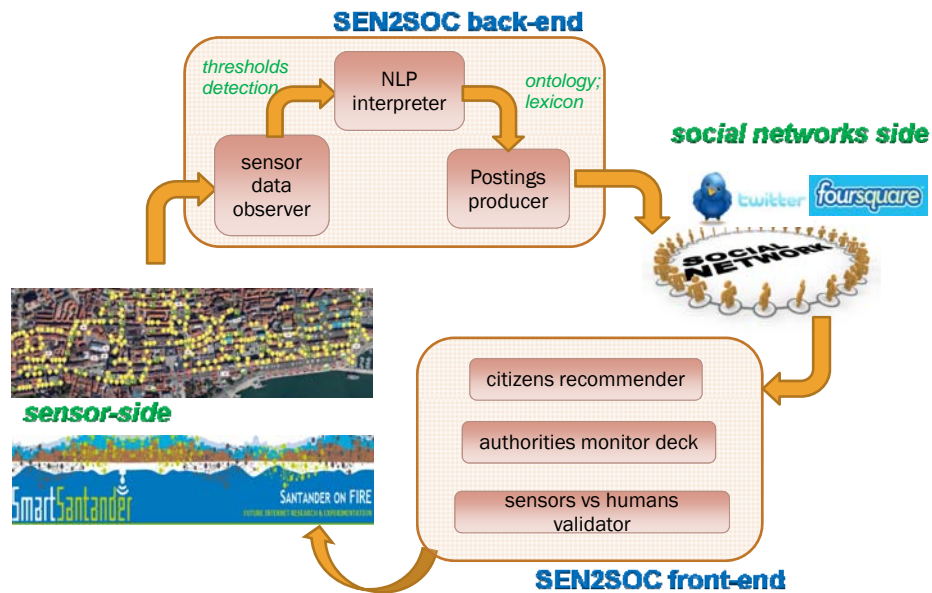 SEN2SOC back-end
thresholds
detection
NLP
interpreter
ontology;
lexicon
sensor
data
observer
Postings
producer
social networks side
twitter
foursquare
SOCIAL
NETWORK
sensor-side
SmartSantander
SANTANDER ON FIRE
FUTURE INTERNET RESEARCH & EXPERIMENTATION
citizens recommender
authorities monitor deck
sensors vs humans
validator
SEN2SOC front-end